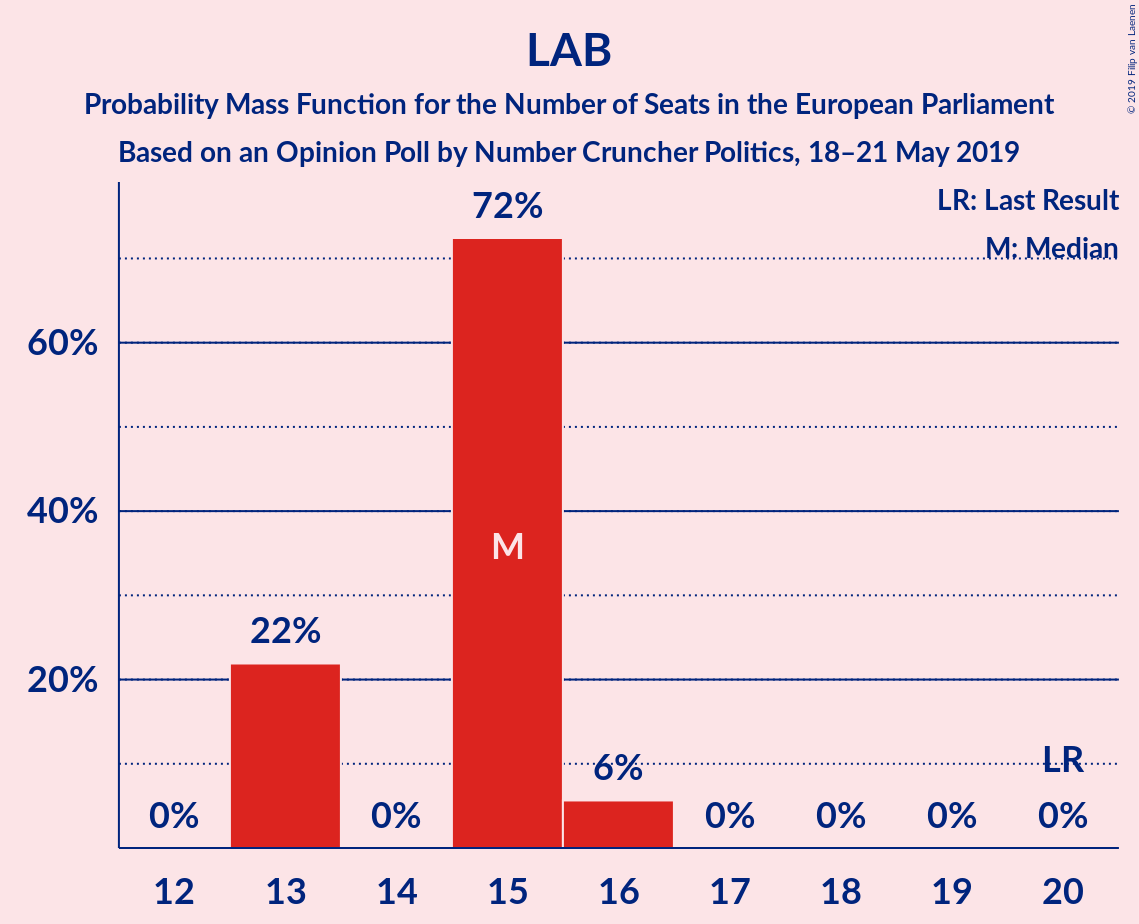 LAB
Probability Mass Function for the Number of Seats in the European Parliament
Based on an Opinion Poll by Number Cruncher Politics, 18–21 May 2019
© 2019 Filip van Laenen
LR: Last Result
M: Median
72%
60%
40%
M
22%
20%
6%
LR
0%
0%
0%
0%
0%
0%
12 13 14 15 16 17 18 19 20